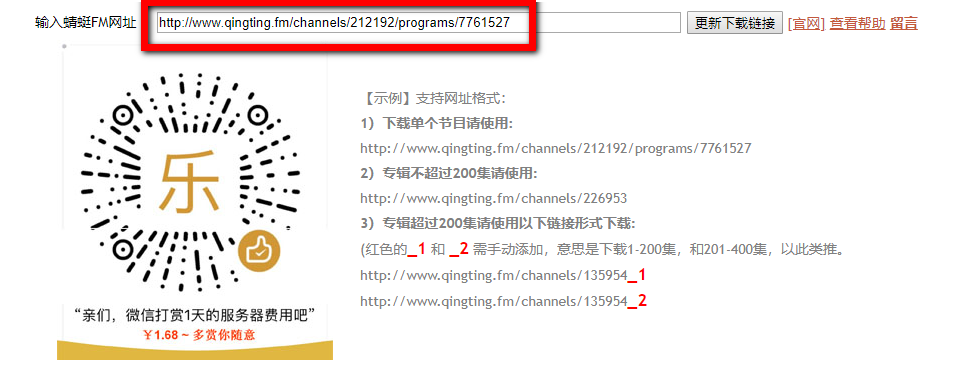 输入蜻蜓FM网址 http://www.qingting.fm/channels/212192/programs/7761527 更新下载链接 [官网] 查看帮助 留言
乐
“亲们，微信打赏1天的服务器费用吧”
￥1.68 ~ 多赏你随意
【示例】支持网址格式：
1）下载单个节目请使用：
http://www.qingting.fm/channels/212192/programs/7761527
2）专辑不超过200集请使用：
http://www.qingting.fm/channels/226953
3）专辑超过200集请使用以下链接形式下载：
(红色的_1 和 _2 需手动添加，意思是下载1-200集，和201-400集，以此类推。
http://www.qingting.fm/channels/135954_1
http://www.qingting.fm/channels/135954_2